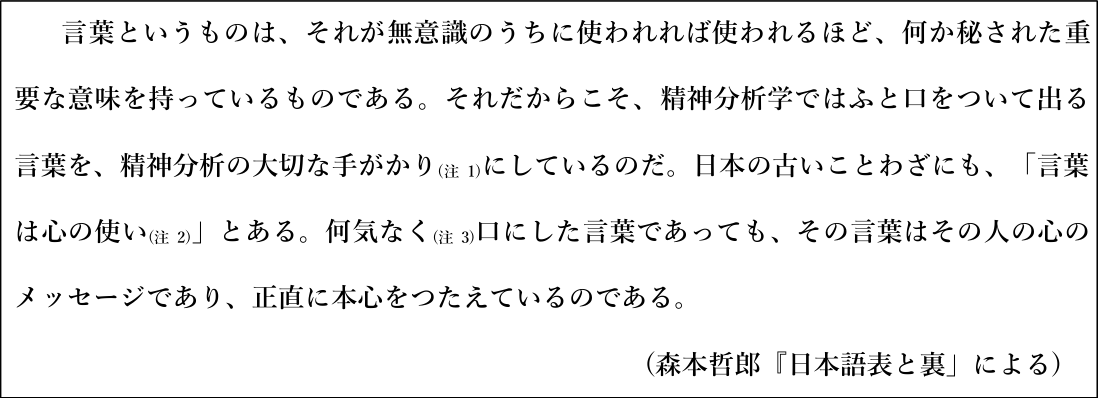 言葉というものは、それが無意識のうちに使われれば使われるほど、何か秘された重
要な意味を持っているものである。それだからこそ、精神分析学ではふと口をついて出る
言葉を、精神分析の大切な手がかり(注 1)にしているのだ。日本の古いことわざにも、「言葉
は心の使い(注 2)」とある。何気なく(注 3)口にした言葉であっても、その言葉はその人の心の
メッセージであり、正直に本心をつたえているのである。
（森本哲郎『日本語表と裏」による）